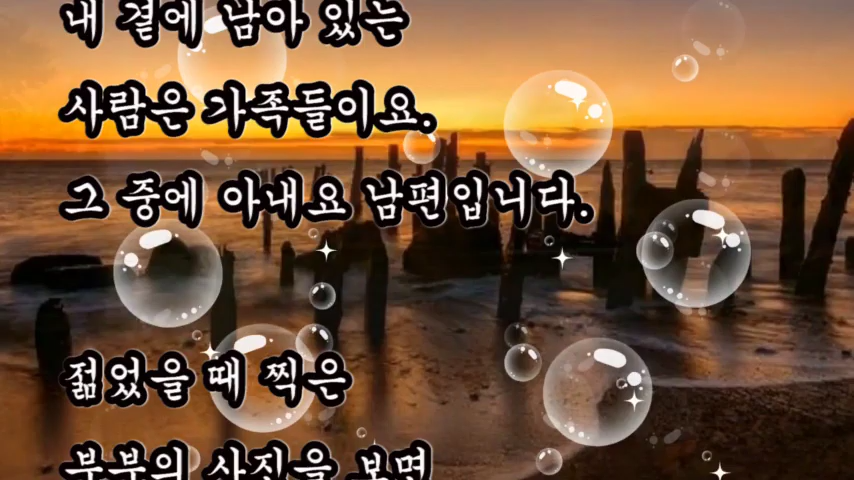 내 곁에 남아 있는
사람은 가족들이요.
그 중에 아내요 남편입니다.
젊었을 때 찍은
부부의 사진을 보면